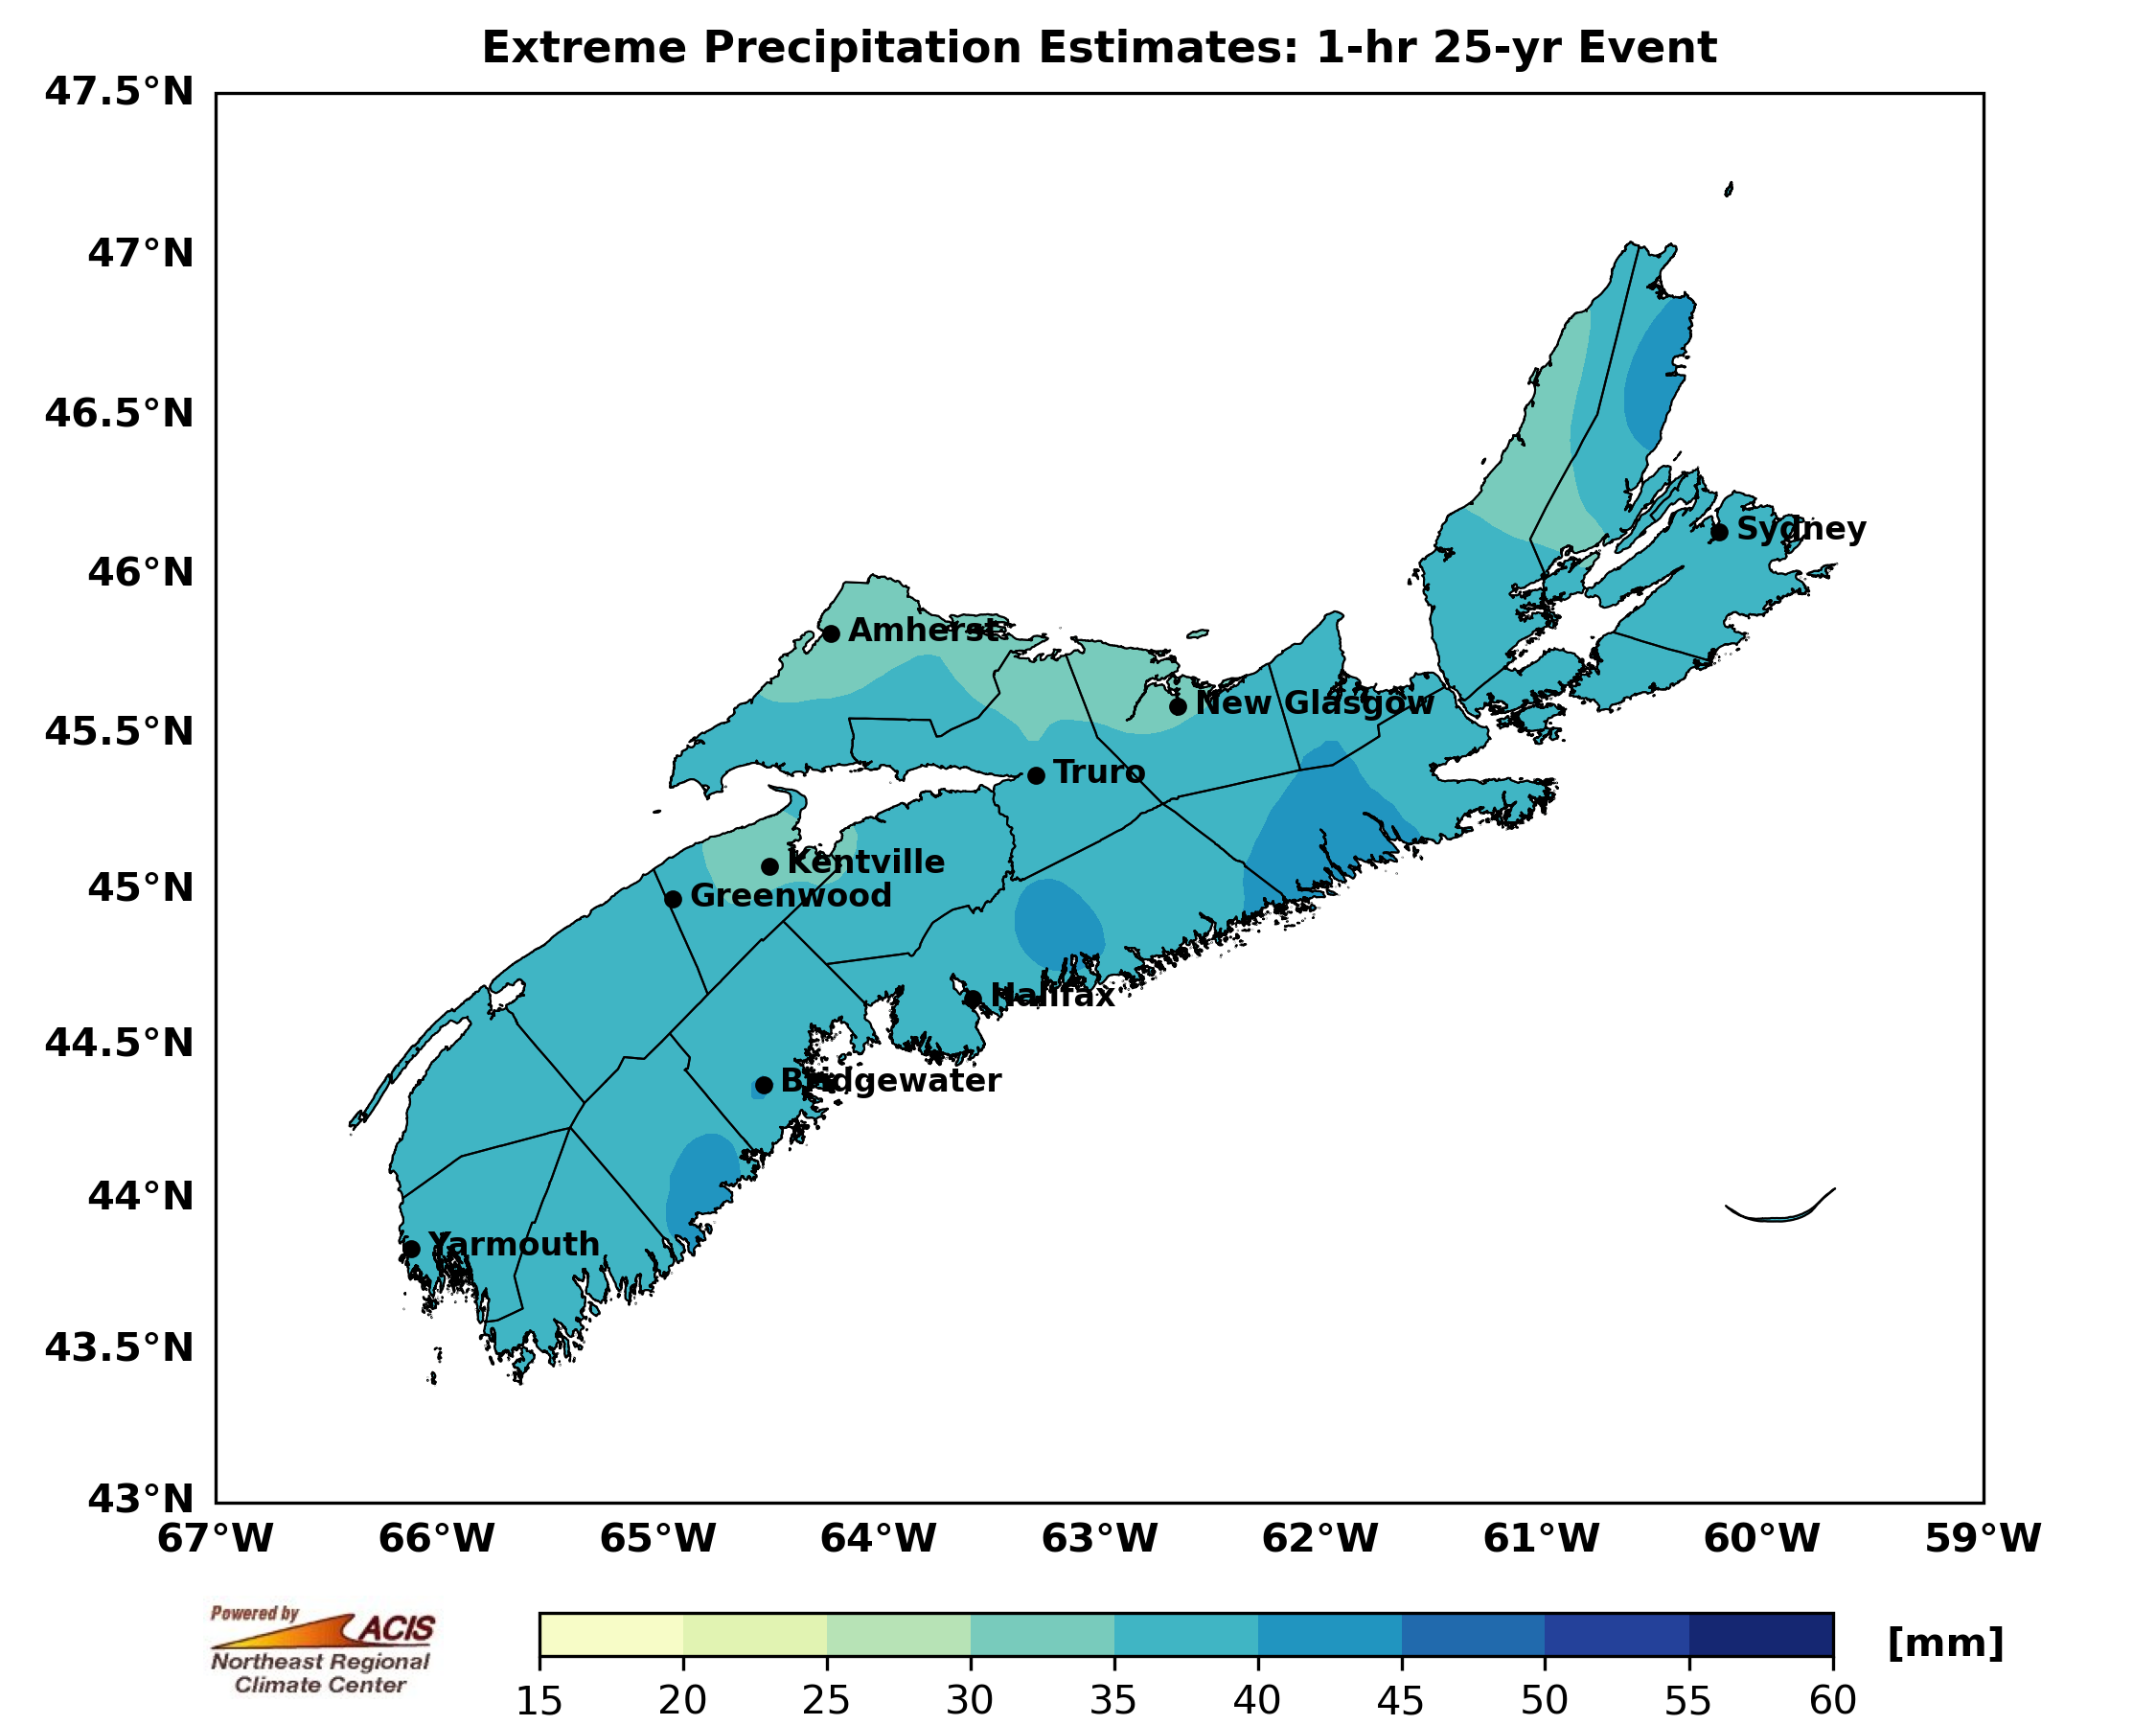 Extreme Precipitation Estimates: 1-hr 25-yr Event
47.5°N
47°N
46.5°N
46°N
45.5°N
45°N
44.5°N
44°N
43.5°N
43°N
Sydney
Amherst
New Glasgow
Truro
Kentville
Greenwood
Halifax
Bridgewater
Yarmouth
67°W 66°W 65°W 64°W 63°W 62°W 61°W 60°W 59°W
Powered by
ACIS
Northeast Regional
Climate Center
[mm]
15 20 25 30 35 40 45 50 55 60